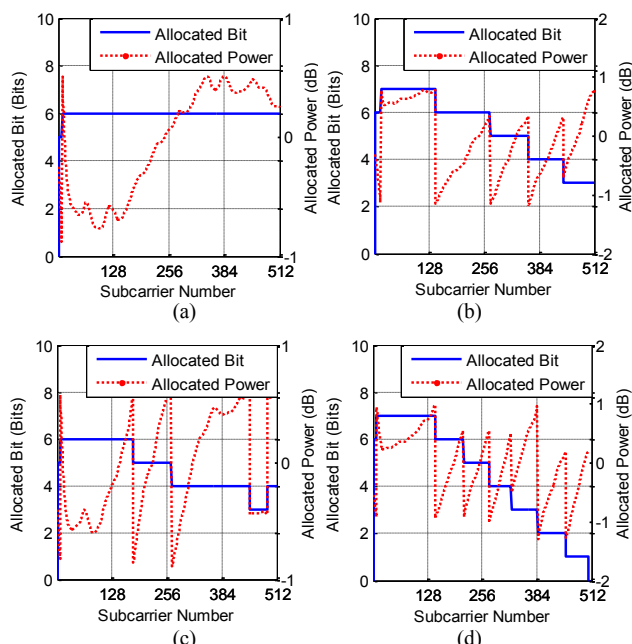 10
8
6
4
2
0
Allocated Bit (Bits)
Allocated Bit
Allocated Power
1
0
-1
Allocated Power (dB)
128 256 384 512
Subcarrier Number
(a)
10
8
6
4
2
0
Allocated Bit (Bits)
Allocated Bit
Allocated Power
2
1
0
-1
-2
Allocated Power (dB)
128 256 384 512
Subcarrier Number
(b)
10
8
6
4
2
0
Allocated Bit (Bits)
Allocated Bit
Allocated Power
1
0
-1
Allocated Power (dB)
128 256 384 512
Subcarrier Number
(c)
10
8
6
4
2
0
Allocated Bit (Bits)
Allocated Bit
Allocated Power
2
1
0
-1
-2
Allocated Power (dB)
128 256 384 512
Subcarrier Number
(d)